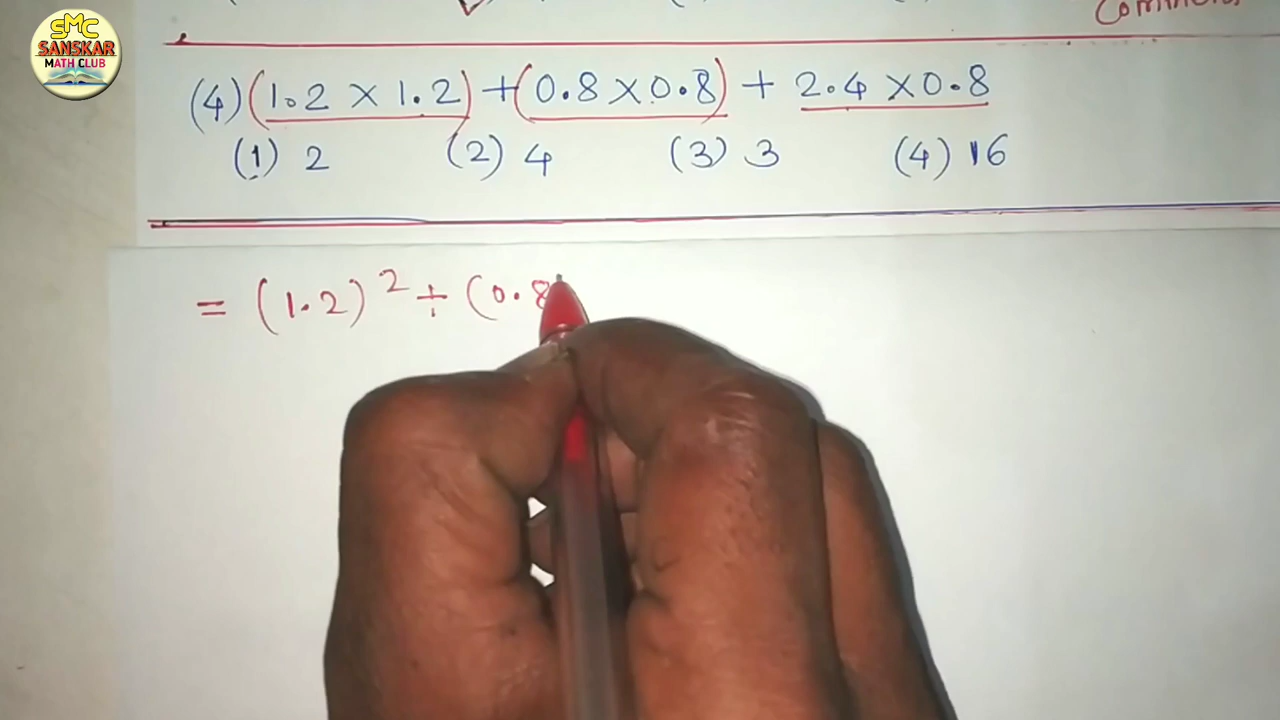 SMC
SANSKAR
MATH CLUB
(4) (1.2 × 1.2) + (0.8 × 0.8) + 2.4 × 0.8
(1) 2 (2) 4 (3) 3 (4) 16
= (1.2)² + (0.8